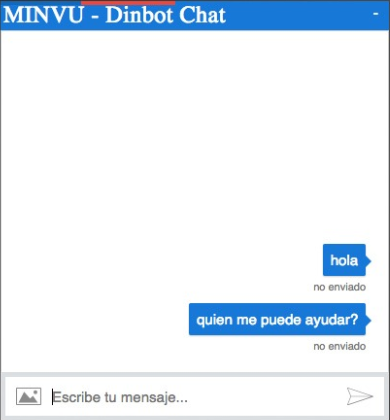 MINVU - Dinbot Chat -
hola
no enviado
quien me puede ayudar?
no enviado
Escribe tu mensaje...